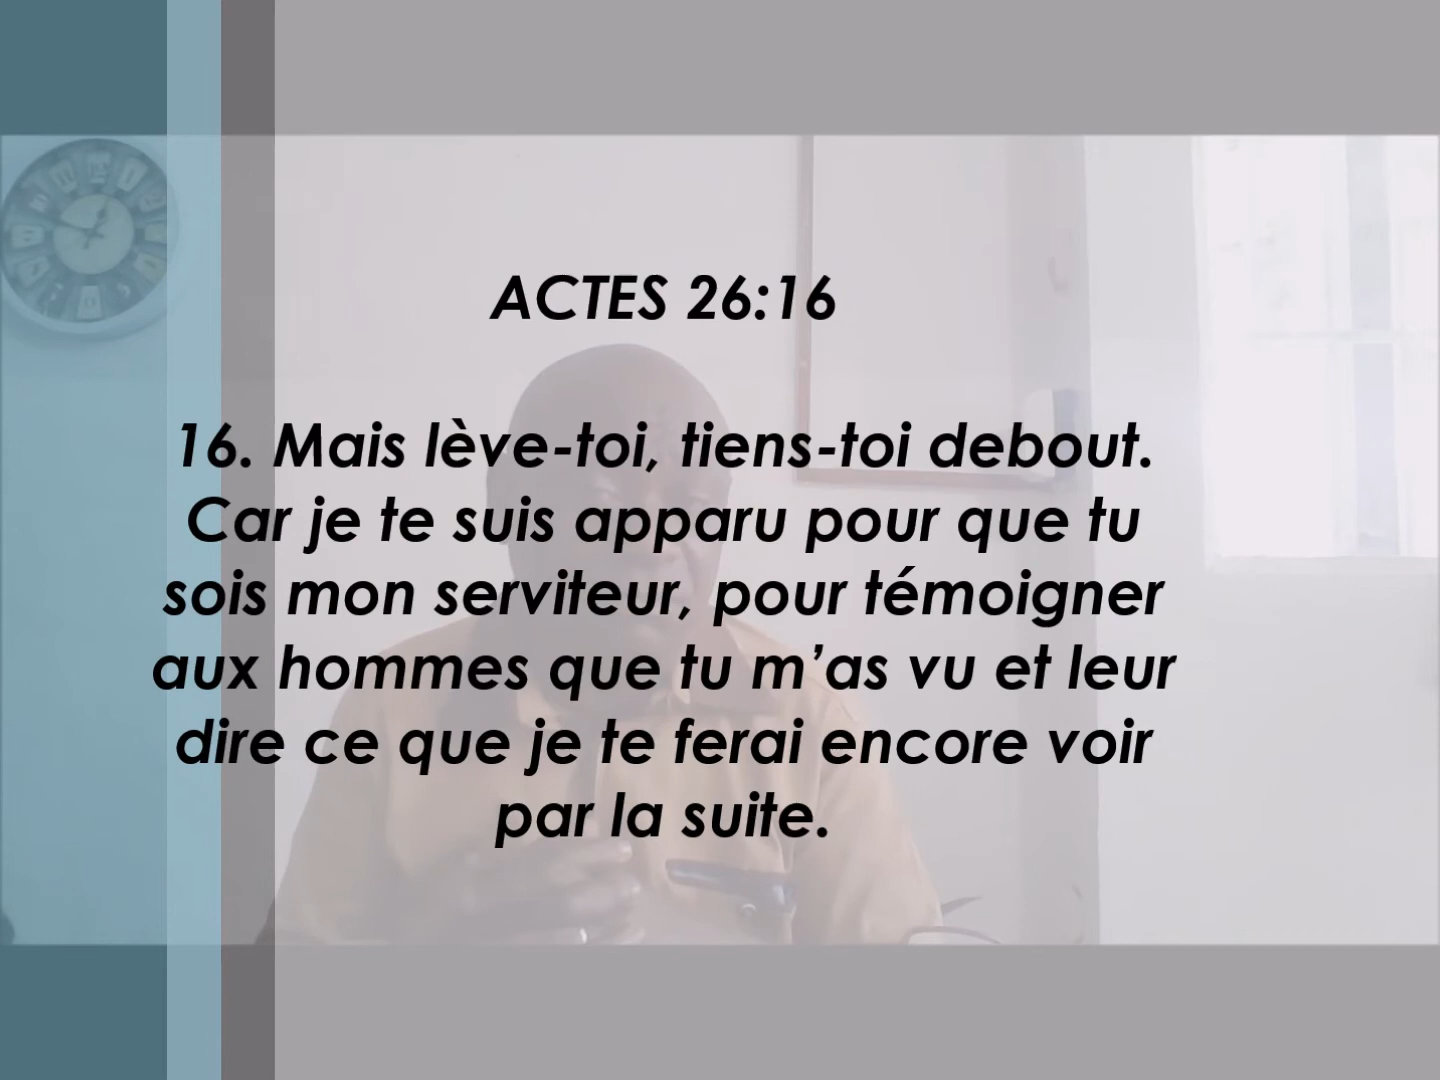 ACTES 26:16
16. Mais lève-toi, tiens-toi debout.
Car je te suis apparu pour que tu
sois mon serviteur, pour témoigner
aux hommes que tu m’as vu et leur
dire ce que je te ferai encore voir
par la suite.